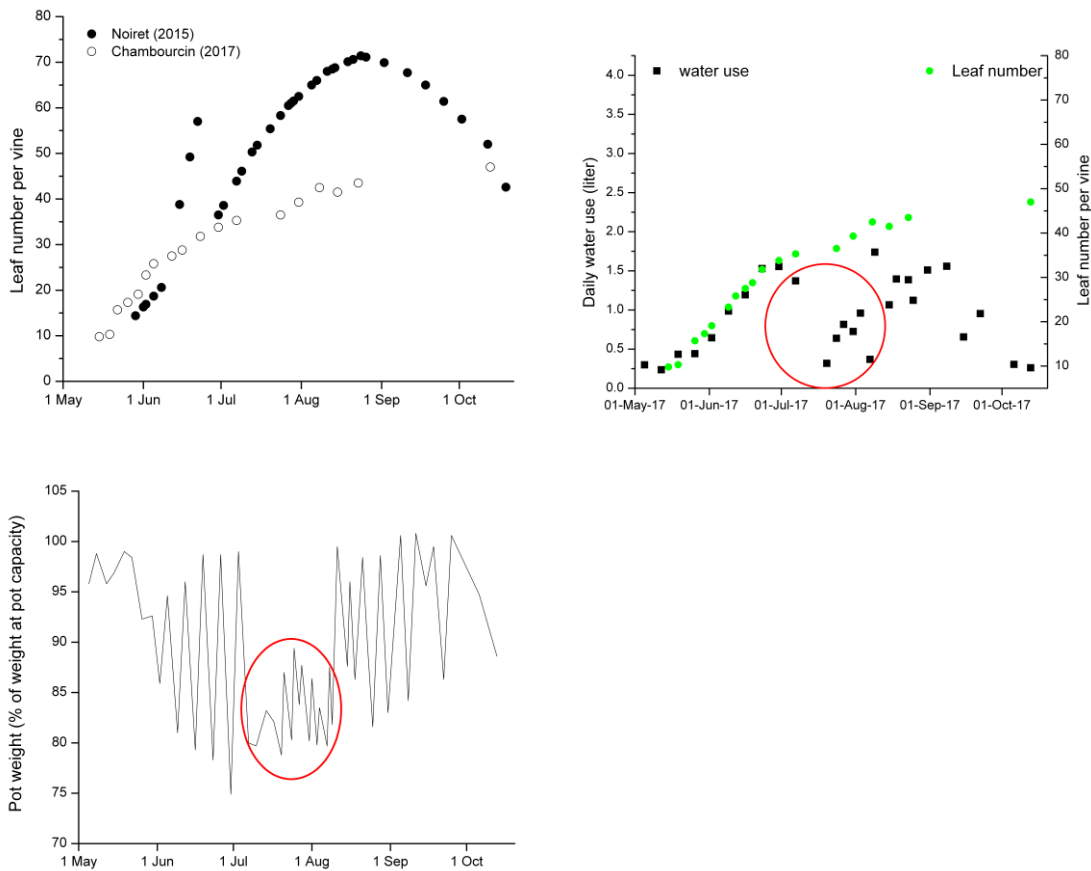 Noiret (2015)
Chambourcin (2017)
Leaf number per vine
80
70
60
50
40
30
20
10
0
1 May
1 Jun
1 Jul
1 Aug
1 Sep
1 Oct
water use
Leaf number
Daily water use (liter)
4.0
3.5
3.0
2.5
2.0
1.5
1.0
0.5
0.0
80
70
60
50
40
30
20
10
Leaf number per vine
01-May-17
01-Jun-17
01-Jul-17
01-Aug-17
01-Sep-17
01-Oct-17
Pot weight (% of weight at pot capacity)
105
100
95
90
85
80
75
70
1 May
1 Jun
1 Jul
1 Aug
1 Sep
1 Oct